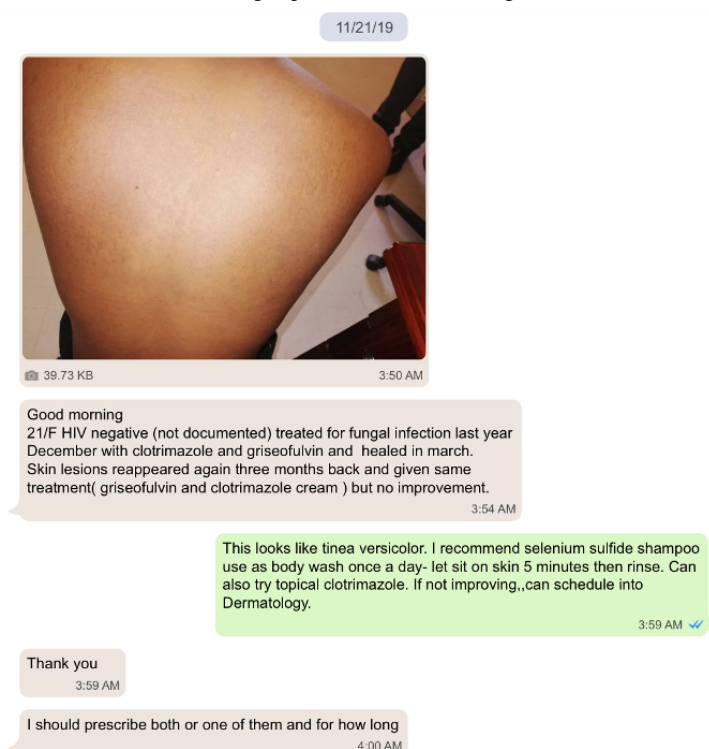 11/21/19
39.73 KB 3:50 AM
Good morning
21/F HIV negative (not documented) treated for fungal infection last year
December with clotrimazole and griseofulvin and  healed in march.
Skin lesions reappeared again three months back and given same
treatment( griseofulvin and clotrimazole cream ) but no improvement.
3:54 AM
This looks like tinea versicolor. I recommend selenium sulfide shampoo
use as body wash once a day- let sit on skin 5 minutes then rinse. Can
also try topical clotrimazole. If not improving,,can schedule into
Dermatology.
3:59 AM
Thank you
3:59 AM
I should prescribe both or one of them and for how long
4:00 AM